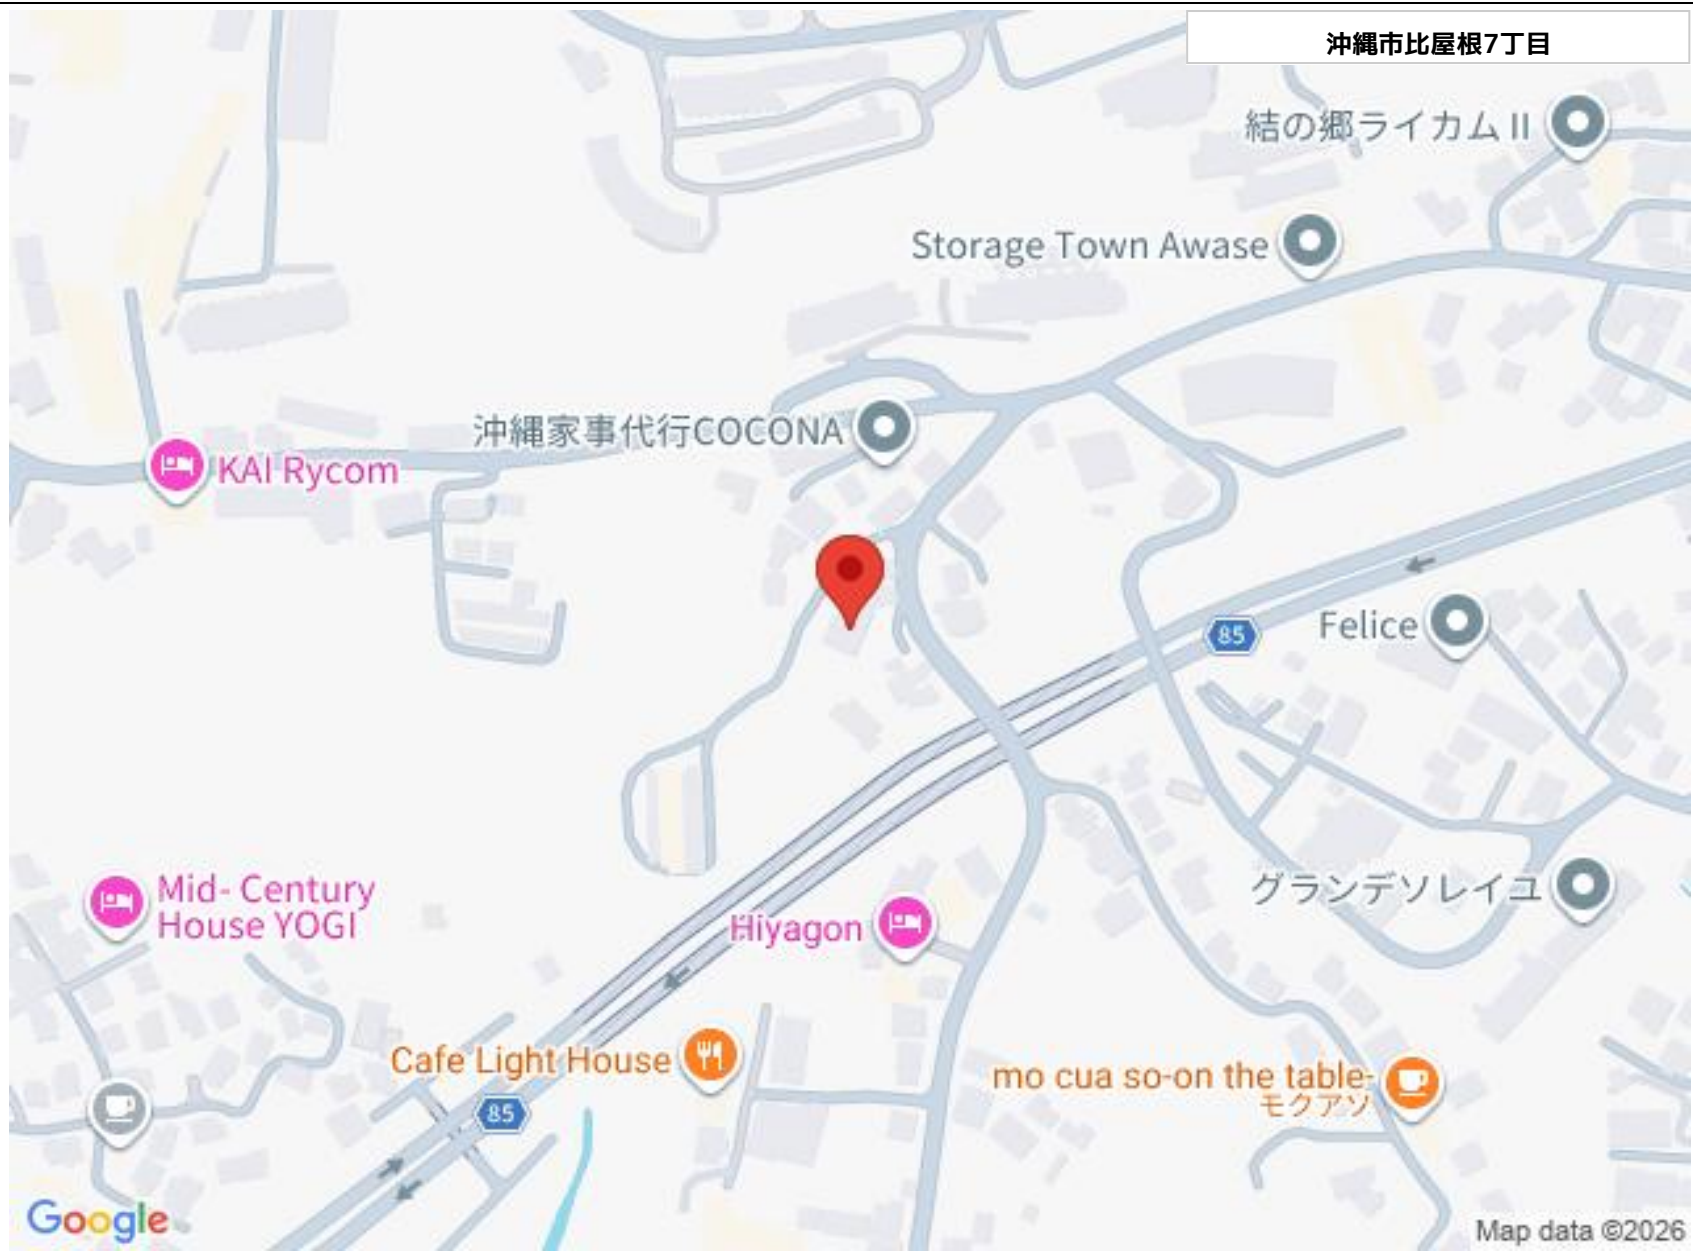 沖縄市比屋根7丁目
結の郷ライカムII
Storage Town Awase
沖縄家事代行COCONA
KAI Rycom
85
Felice
Mid- Century
House YOGI
グランデソレイユ
Hiyagon
Cafe Light House
mo cua so-on the table-
モクアソ
85
Google
Map data ©2026